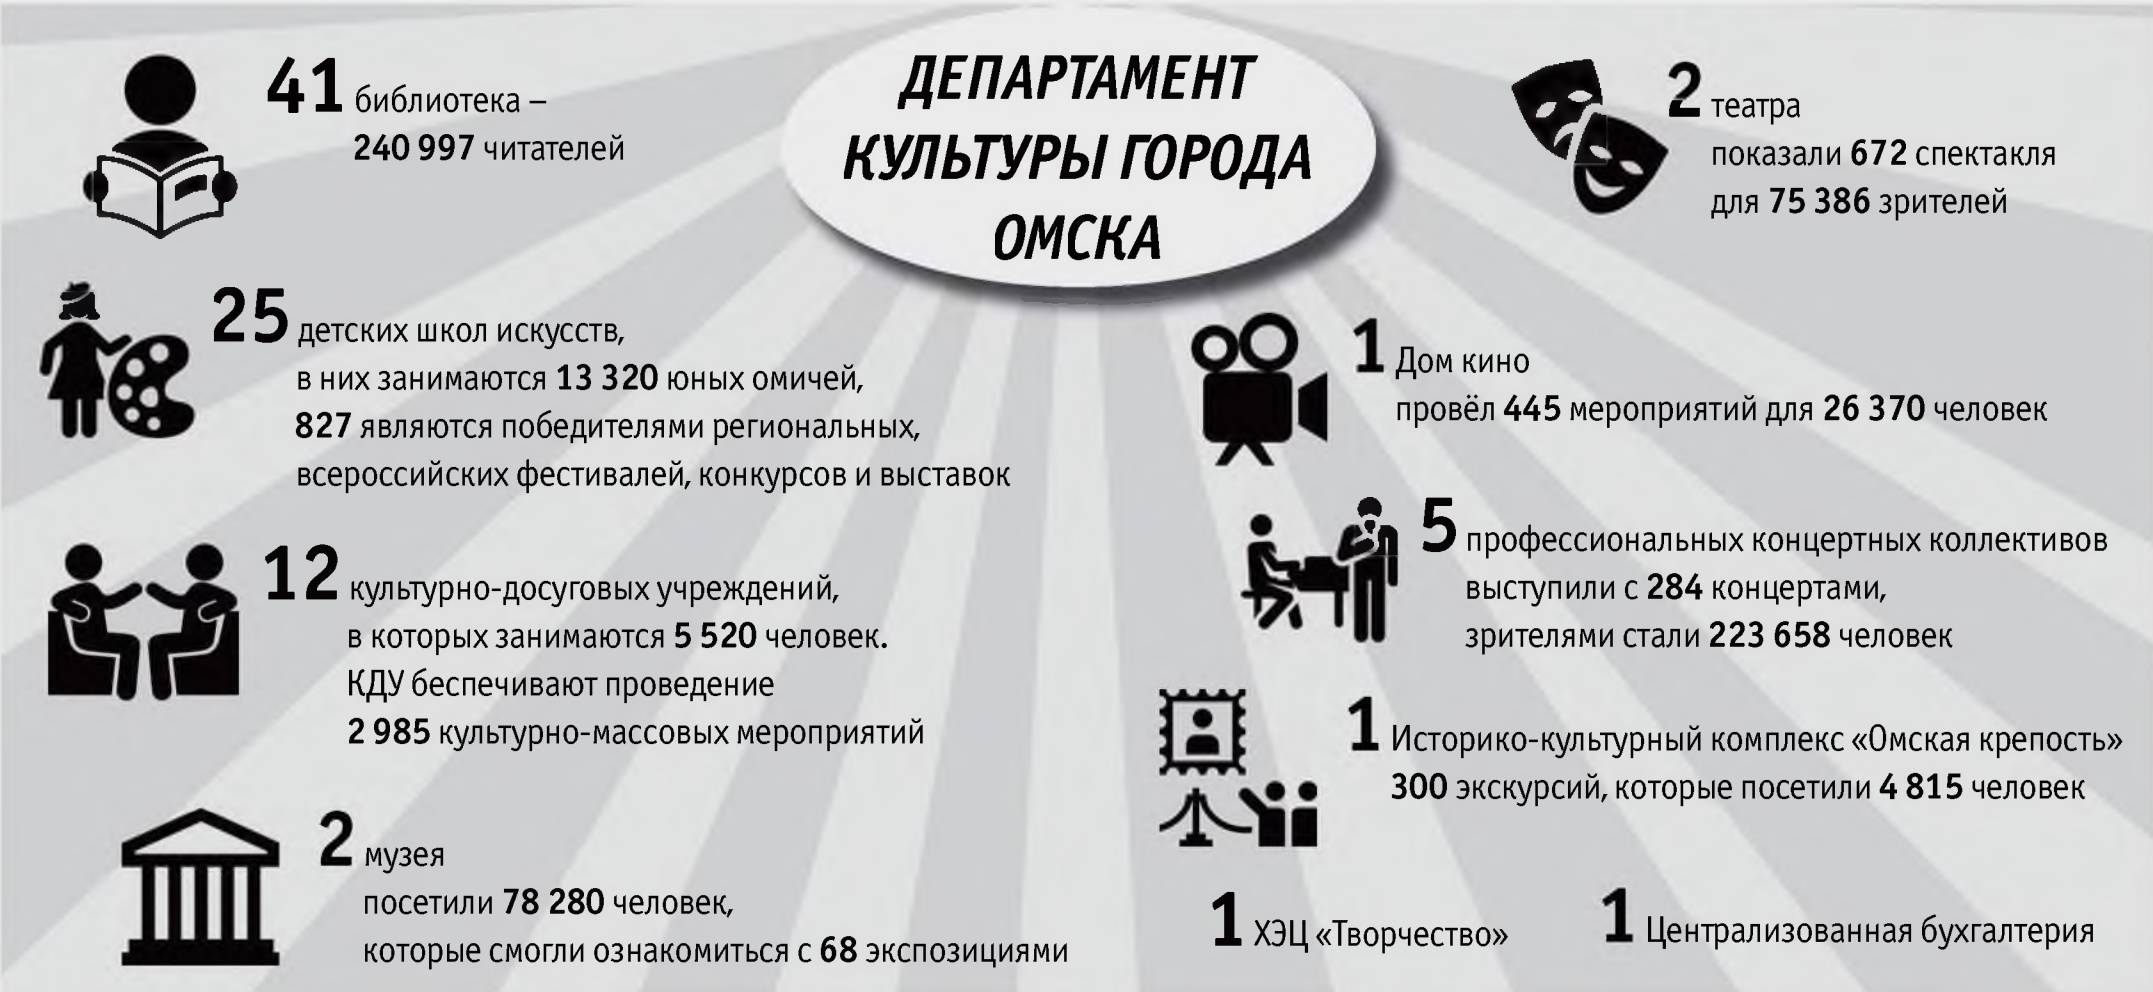 ДЕПАРТАМЕНТ
КУЛЬТУРЫ ГОРОДА
ОМСКА
41 библиотека –
240 997 читателей
25 детских школ искусств,
в них занимаются 13 320 юных омичей,
827 являются победителями региональных,
всероссийских фестивалей, конкурсов и выставок
12 культурно-досуговых учреждений,
в которых занимаются 5 520 человек.
КДУ беспечивают проведение
2 985 культурно-массовых мероприятий
2 музея
посетили 78 280 человек,
которые смогли ознакомиться с 68 экспозициями
2 театра
показали 672 спектакля
для 75 386 зрителей
1 Дом кино
провёл 445 мероприятий для 26 370 человек
5 профессиональных концертных коллективов
выступили с 284 концертами,
зрителями стали 223 658 человек
1 Историко-культурный комплекс «Омская крепость»
300 экскурсий, которые посетили 4 815 человек
1 ХЭЦ «Творчество»
1 Централизованная бухгалтерия